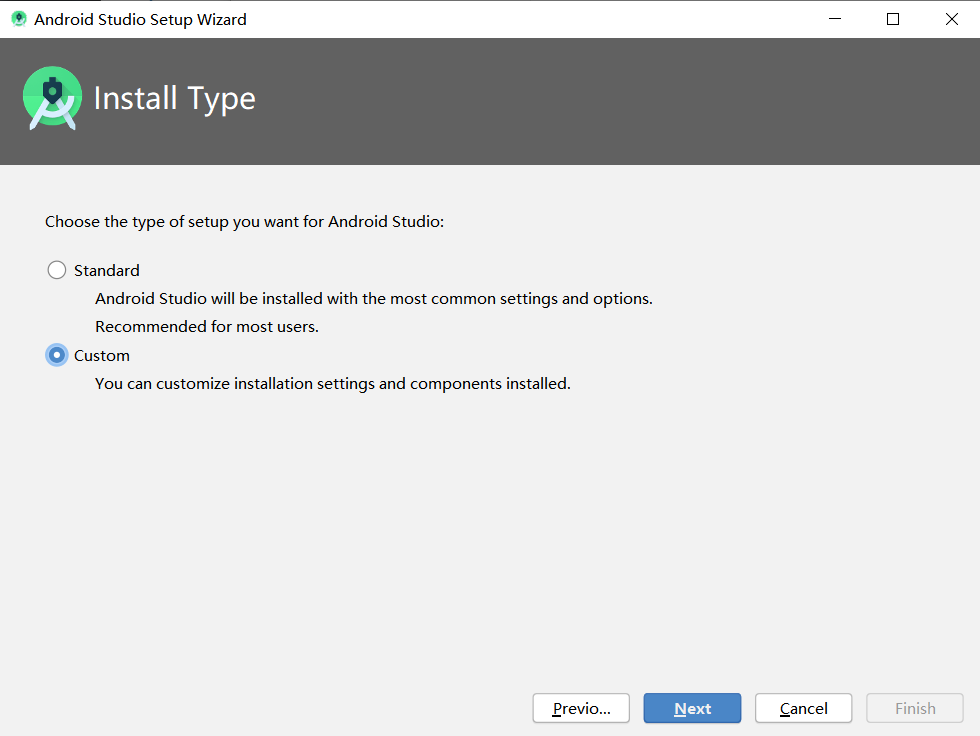 Android Studio Setup Wizard
Install Type
Choose the type of setup you want for Android Studio:
Standard
Android Studio will be installed with the most common settings and options.
Recommended for most users.
Custom
You can customize installation settings and components installed.
Previo... Next Cancel Finish